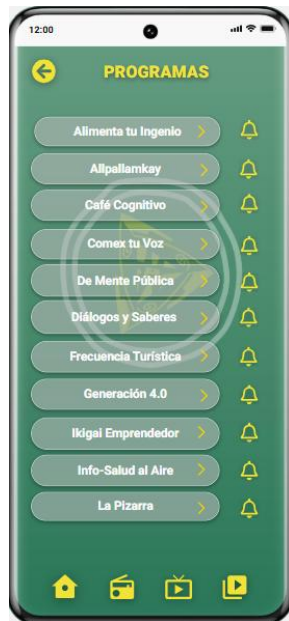 12:00
PROGRAMAS
Alimenta tu Ingenio
Allpallamkay
Café Cognitivo
Comex tu Voz
De Mente Pública
Diálogos y Saberes
Frecuencia Turística
Generación 4.0
Ikigai Emprendedor
Info-Salud al Aire
La Pizarra